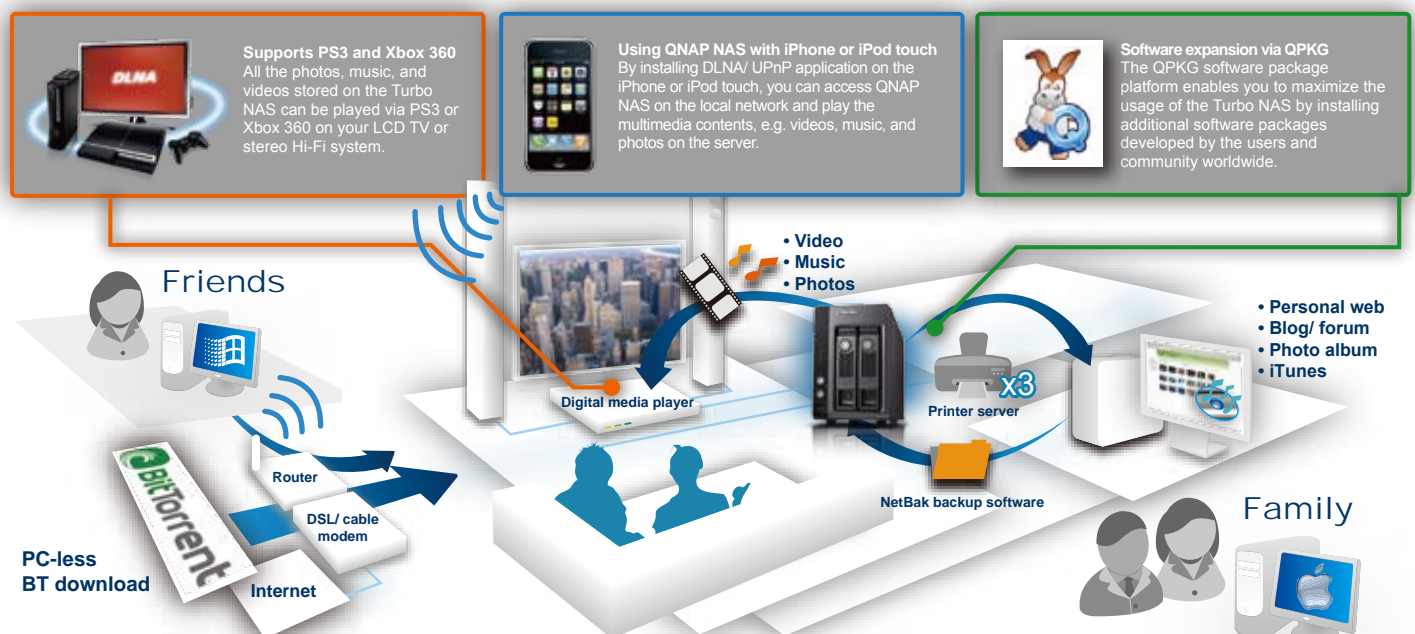 Supports PS3 and Xbox 360
All the photos, music, and
videos stored on the Turbo
NAS can be played via PS3 or
Xbox 360 on your LCD TV or
stereo Hi-Fi system.
DLNA
Using QNAP NAS with iPhone or iPod touch
By installing DLNA/ UPnP application on the
iPhone or iPod touch, you can access QNAP
NAS on the local network and play the
multimedia contents, e.g. videos, music, and
photos on the server.
Software expansion via QPKG
The QPKG software package
platform enables you to maximize the
usage of the Turbo NAS by installing
additional software packages
developed by the users and
community worldwide.
Friends
• Video
• Music
• Photos
• Personal web
• Blog/ forum
• Photo album
• iTunes
Digital media player
x3
Printer server
NetBak backup software
Router
DSL/ cable
modem
Internet
BitTorrent
PC-less
BT download
Family